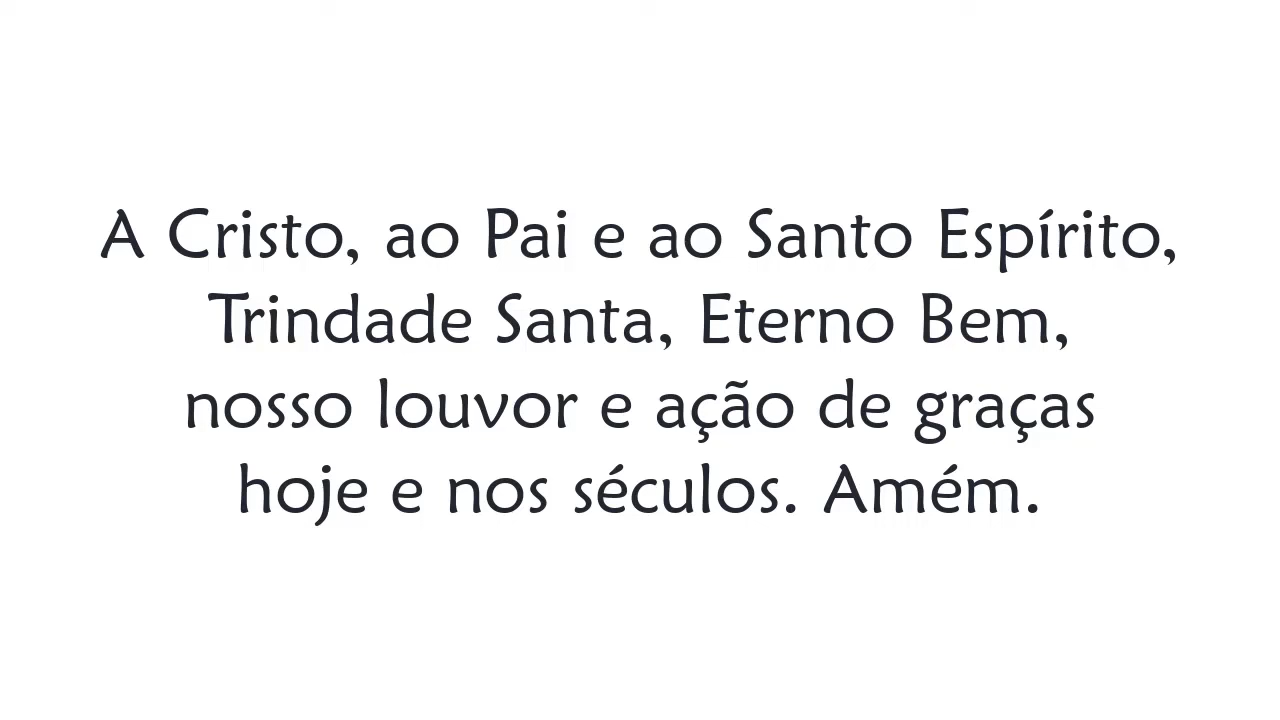 A Cristo, ao Pai e ao Santo Espírito,
Trindade Santa, Eterno Bem,
nosso louvor e ação de graças
hoje e nos séculos. Amém.